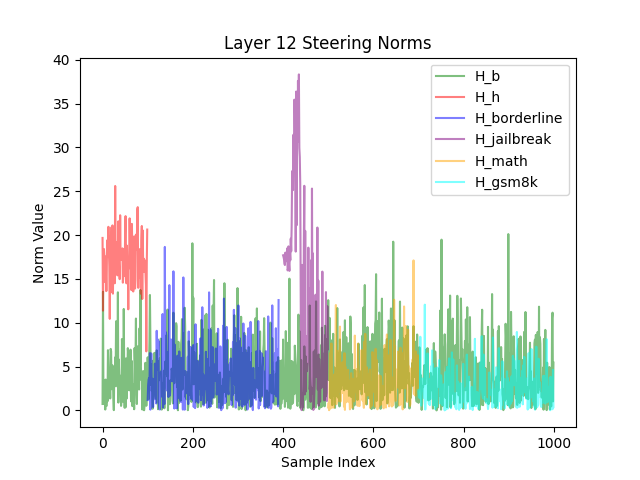 Layer 12 Steering Norms
40
35
30
25
20
15
10
5
0
Norm Value
0 200 400 600 800 1000
Sample Index
H_b
H_h
H_borderline
H_jailbreak
H_math
H_gsm8k